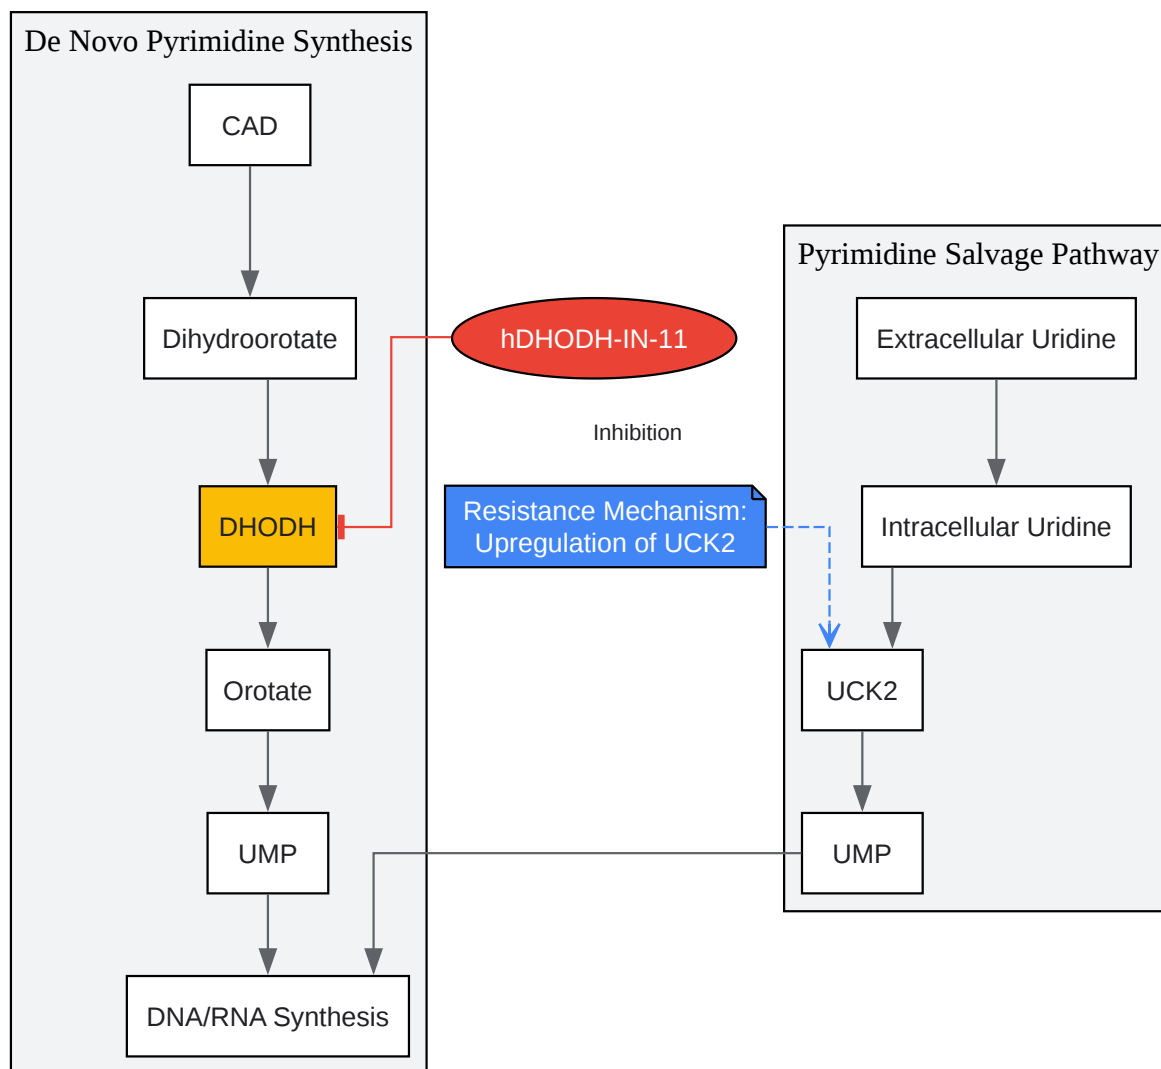 De Novo Pyrimidine Synthesis
CAD
Dihydroorotate
DHODH
Orotate
UMP
DNA/RNA Synthesis
hDHODH-IN-11
Inhibition
Resistance Mechanism:
Upregulation of UCK2
Pyrimidine Salvage Pathway
Extracellular Uridine
Intracellular Uridine
UCK2
UMP